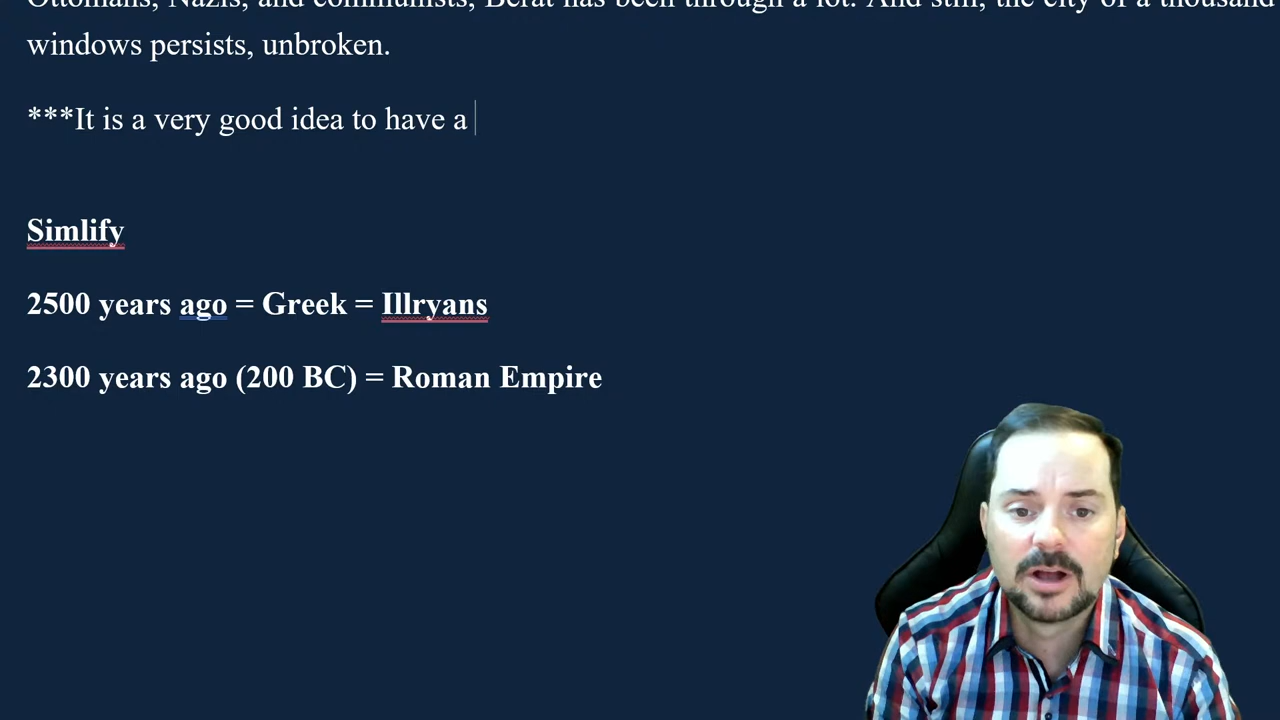 Ottomans, Nazis, and communists, Berat has been through a lot. And still, the city of a thousand
windows persists, unbroken.
***It is a very good idea to have a
Simlify
2500 years ago = Greek = Illryans
2300 years ago (200 BC) = Roman Empire